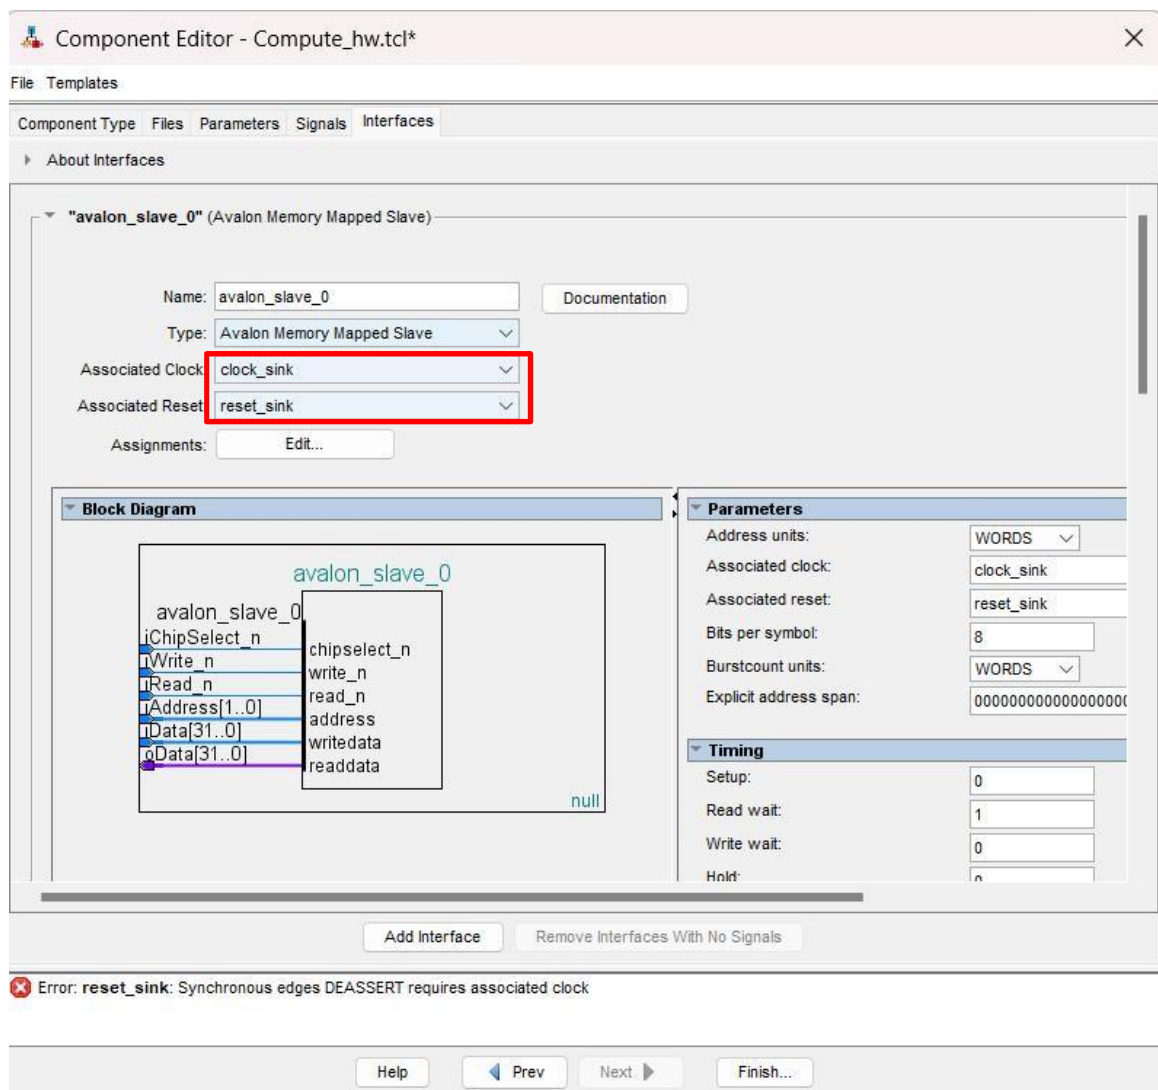 Component Editor - Compute_hw.tcl*
File Templates
Component Type Files Parameters Signals Interfaces
About Interfaces
"avalon_slave_0" (Avalon Memory Mapped Slave)
Name: avalon_slave_0 Documentation
Type: Avalon Memory Mapped Slave
Associated Clock clock_sink
Associated Reset reset_sink
Assignments: Edit...
Block Diagram
avalon_slave_0
avalon_slave_0
iChipSelect_n chipselect_n
iWrite_n write_n
iRead_n read_n
iAddress[1..0] address
iData[31..0] writedata
oData[31..0] readdata
null
Parameters
Address units: WORDS
Associated clock: clock_sink
Associated reset: reset_sink
Bits per symbol: 8
Burstcount units: WORDS
Explicit address span:
Timing
Setup: 0
Read wait: 1
Write wait: 0
Hold: 0
Add Interface Remove Interfaces With No Signals
Error: reset_sink: Synchronous edges DEASSERT requires associated clock
Help Prev Next Finish...